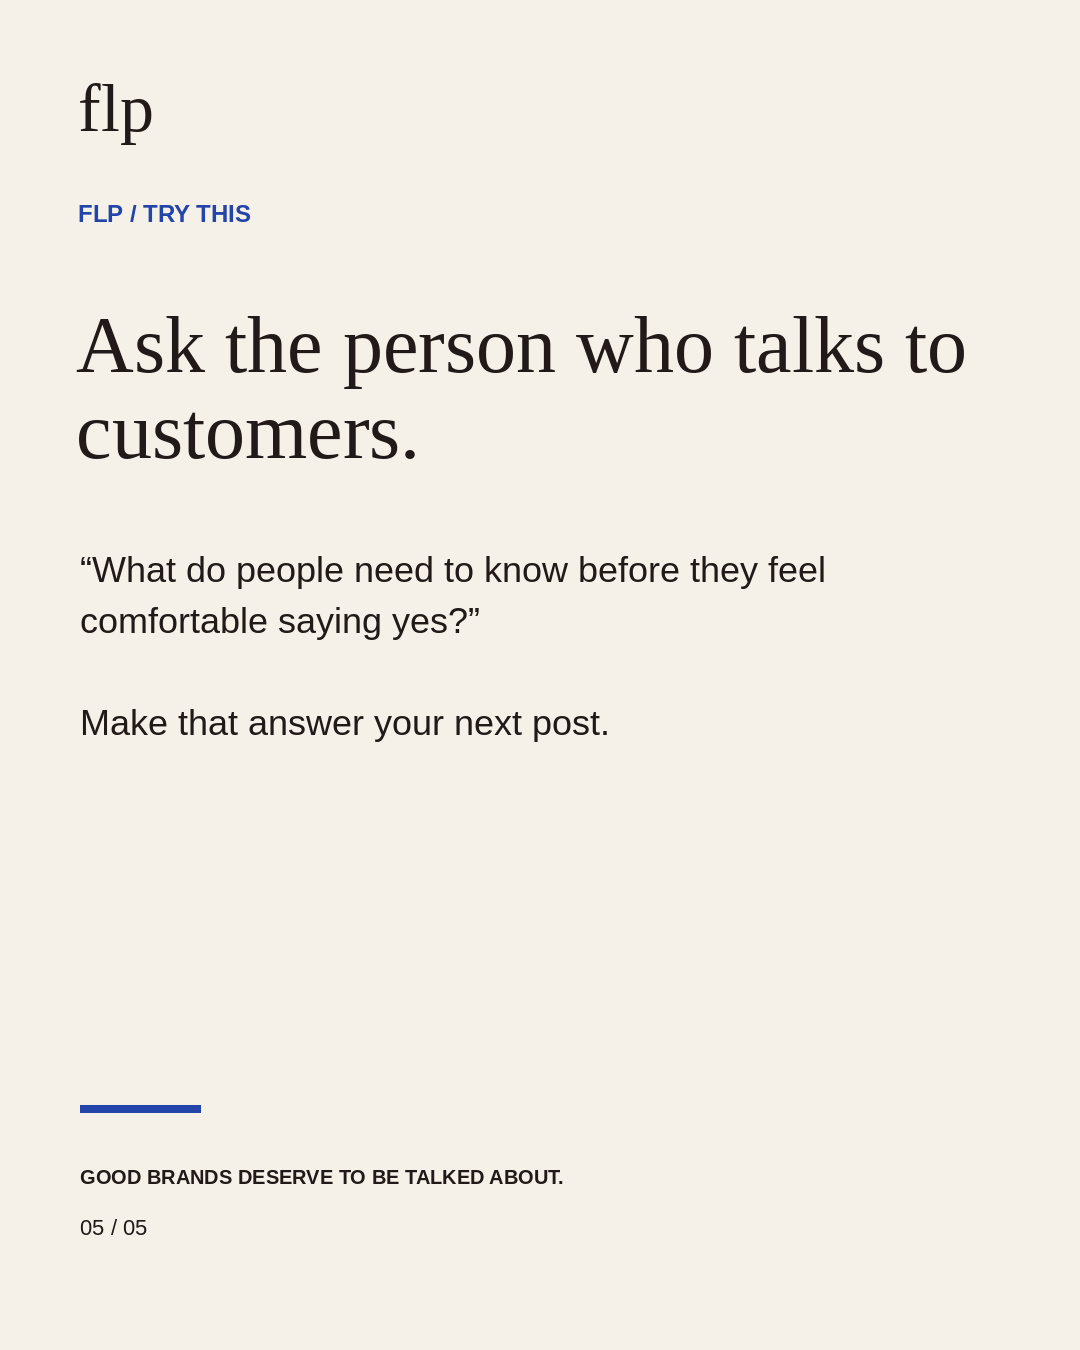 flp
FLP / TRY THIS
Ask the person who talks to
customers.
“What do people need to know before they feel
comfortable saying yes?”
Make that answer your next post.
GOOD BRANDS DESERVE TO BE TALKED ABOUT.
05 / 05